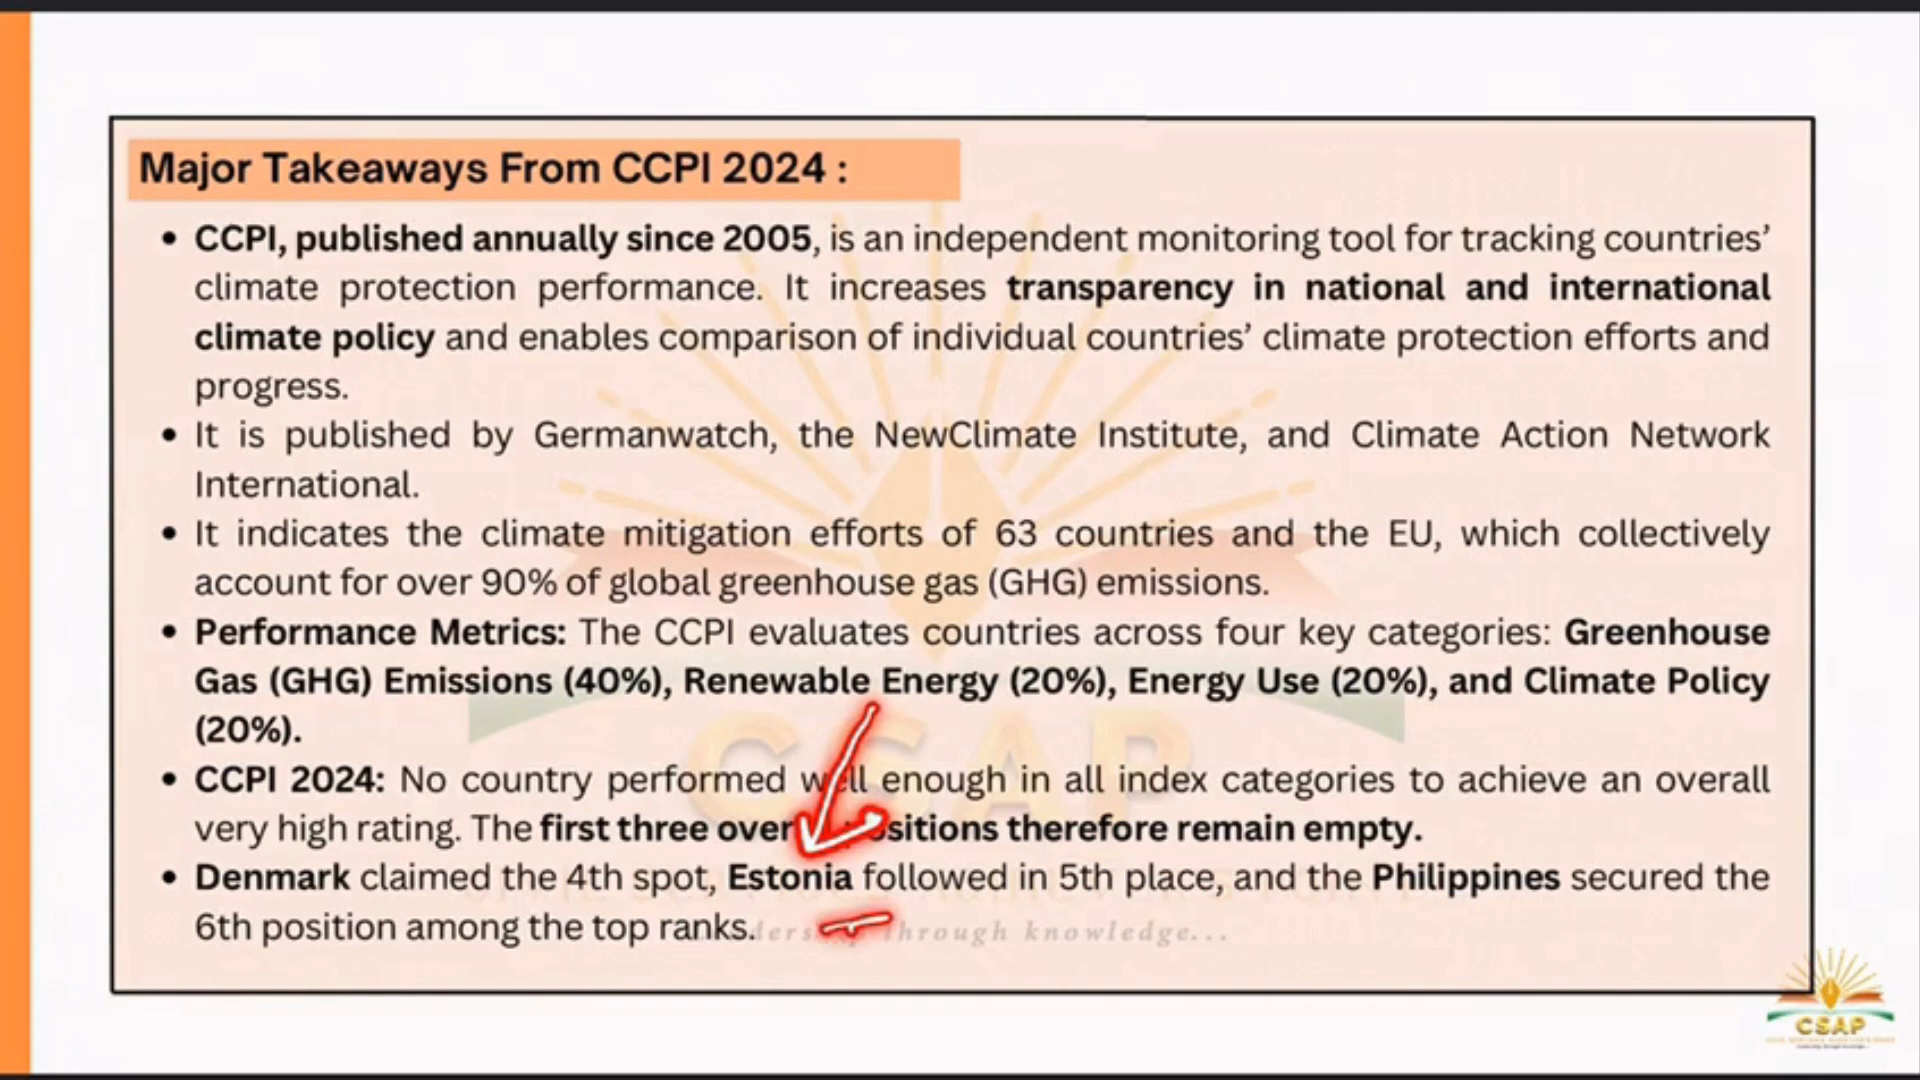 Major Takeaways From CCPI 2024 :
• CCPI, published annually since 2005, is an independent monitoring tool for tracking countries’
climate protection performance. It increases transparency in national and international
climate policy and enables comparison of individual countries’ climate protection efforts and
progress.
• It is published by Germanwatch, the NewClimate Institute, and Climate Action Network
International.
• It indicates the climate mitigation efforts of 63 countries and the EU, which collectively
account for over 90% of global greenhouse gas (GHG) emissions.
• Performance Metrics: The CCPI evaluates countries across four key categories: Greenhouse
Gas (GHG) Emissions (40%), Renewable Energy (20%), Energy Use (20%), and Climate Policy
(20%).
CSAP
• CCPI 2024: No country performed well enough in all index categories to achieve an overall
very high rating. The first three therefore remain empty.
• Denmark claimed the 4th spot, Estonia followed in 5th place, and the Philippines secured the
6th position among the top ranks.
through knowledge...
CSAP